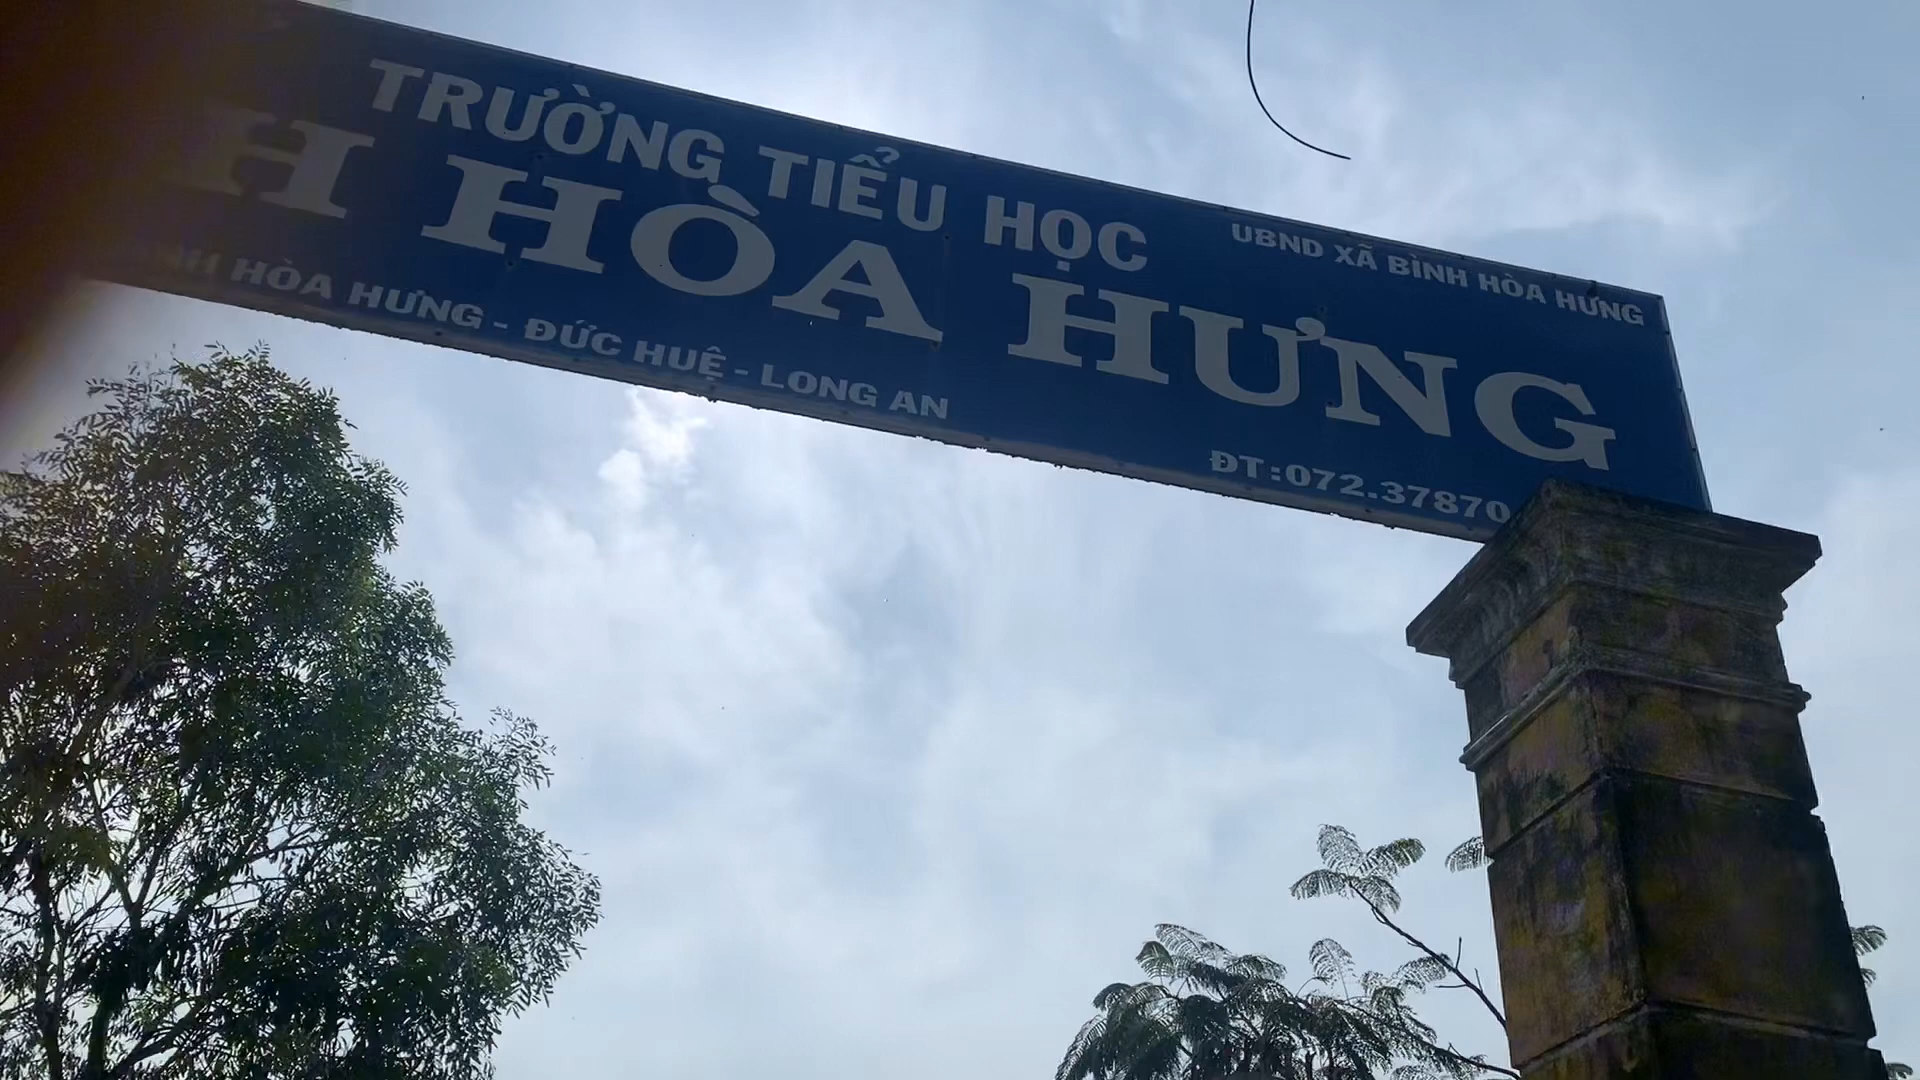 UBND XÃ BÌNH HÒA HƯNG
TRƯỜNG TIỂU HỌC
H HÒA HƯNG
NH HÒA HƯNG - ĐỨC HUỆ - LONG AN
ĐT:072.37870